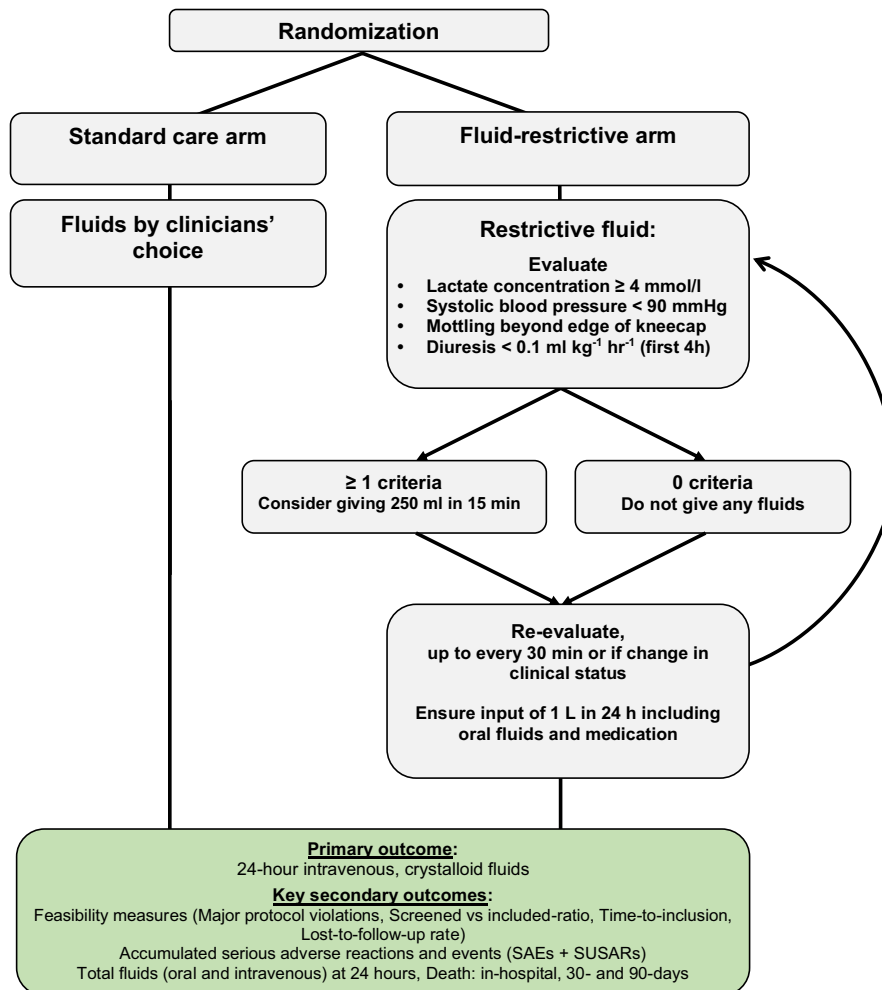 Randomization
Standard care arm
Fluid-restrictive arm
Fluids by clinicians’
choice
Restrictive fluid:
Evaluate
• Lactate concentration ≥ 4 mmol/l
• Systolic blood pressure < 90 mmHg
• Mottling beyond edge of kneecap
• Diuresis < 0.1 ml kg⁻¹ hr⁻¹ (first 4h)
≥ 1 criteria
Consider giving 250 ml in 15 min
0 criteria
Do not give any fluids
Re-evaluate,
up to every 30 min or if change in
clinical status
Ensure input of 1 L in 24 h including
oral fluids and medication
Primary outcome:
24-hour intravenous, crystalloid fluids
Key secondary outcomes:
Feasibility measures (Major protocol violations, Screened vs included-ratio, Time-to-inclusion,
Lost-to-follow-up rate)
Accumulated serious adverse reactions and events (SAEs + SUSARs)
Total fluids (oral and intravenous) at 24 hours, Death: in-hospital, 30- and 90-days